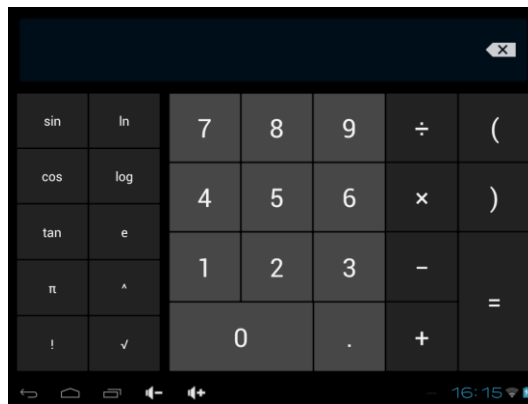 sin ln 7 8 9 ÷ (
cos log 4 5 6 × )
tan e 1 2 3 −
π ^ 0 . + =
! √
16:15